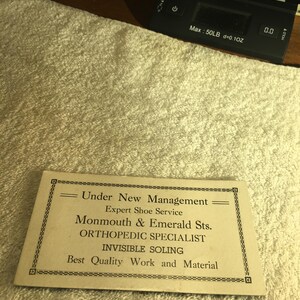 Max : 50LB d=0.1OZ
0.0
Under New Management
Expert Shoe Service
Monmouth & Emerald Sts.
ORTHOPEDIC SPECIALIST
INVISIBLE SOLING
Best Quality Work and Material